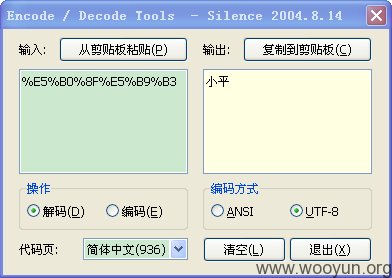 Encode / Decode Tools - Silence 2004.8.14
输入: 从剪贴板粘贴(P) 输出: 复制到剪贴板(C)
%E5%B0%8F%E5%B9%B3 小平
操作 编码方式
解码(D) 编码(E) ANSI UTF-8
代码页: 简体中文(936) 清空(L) 退出(X)
www.wooyun.org